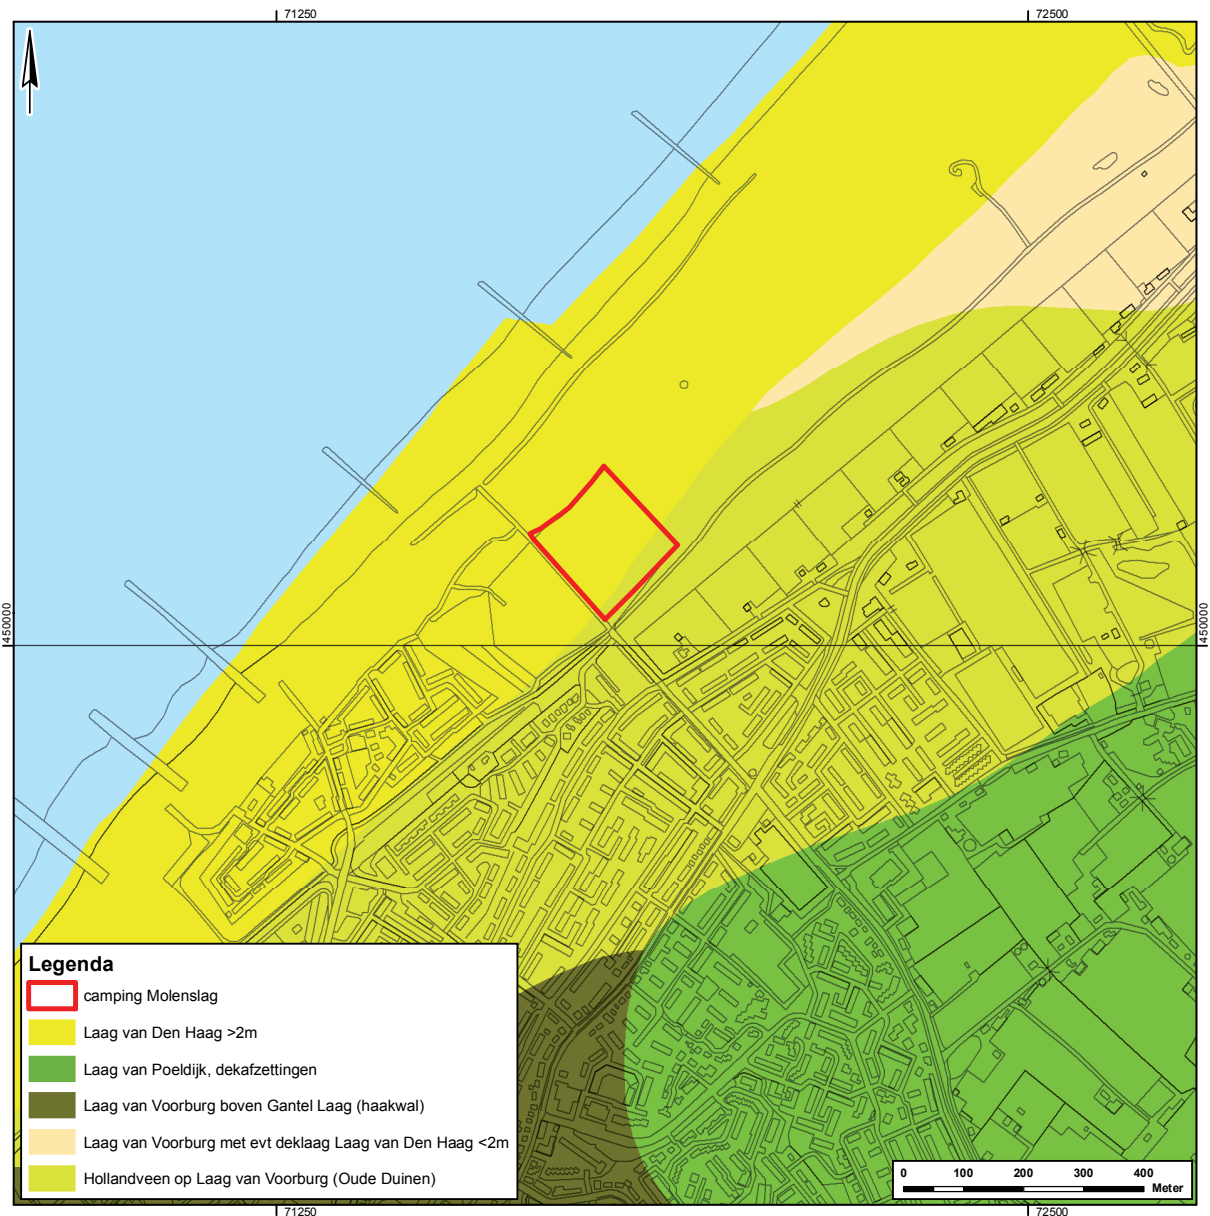 71250 72500
450000 450000
Legenda
camping Molenslag
Laag van Den Haag >2m
Laag van Poeldijk, dekafzettingen
Laag van Voorburg boven Gantel Laag (haakwal)
Laag van Voorburg met evt deklaag Laag van Den Haag <2m
Hollandveen op Laag van Voorburg (Oude Duinen)
0 100 200 300 400
Meter
71250 72500